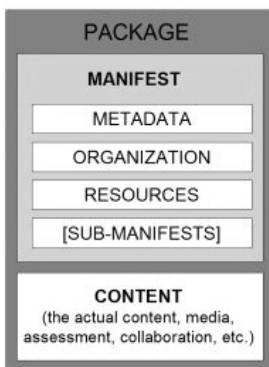 PACKAGE
MANIFEST
METADATA
ORGANIZATION
RESOURCES
[SUB-MANIFESTS]
CONTENT
(the actual content, media,
assessment, collaboration, etc.)